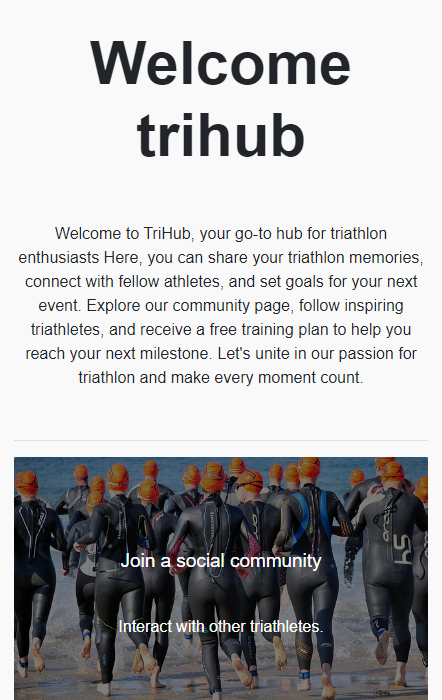 Welcome
trihub
Welcome to TriHub, your go-to hub for triathlon
enthusiasts Here, you can share your triathlon memories,
connect with fellow athletes, and set goals for your next
event. Explore our community page, follow inspiring
triathletes, and receive a free training plan to help you
reach your next milestone. Let's unite in our passion for
triathlon and make every moment count.
Join a social community
Interact with other triathletes.